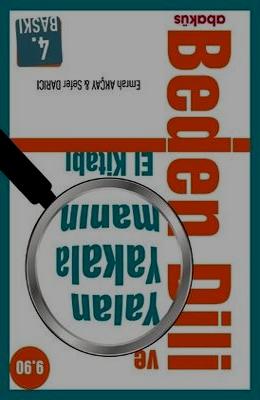 Beden Dili
ve
Yalan
Yakala
manın
El Kitabı
Emrah AKÇAY & Sefer DARICI
4.
BASKI
abaküs
9.90